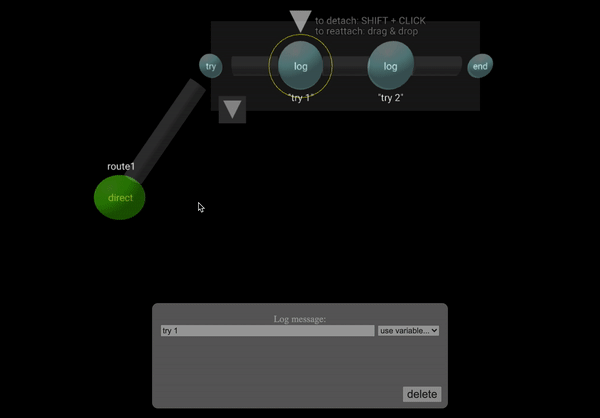 to detach: SHIFT + CLICK
to reattach: drag & drop
try
log
log
end
"try 1"
"try 2"
route1
direct
Log message:
try 1
use variable...
delete